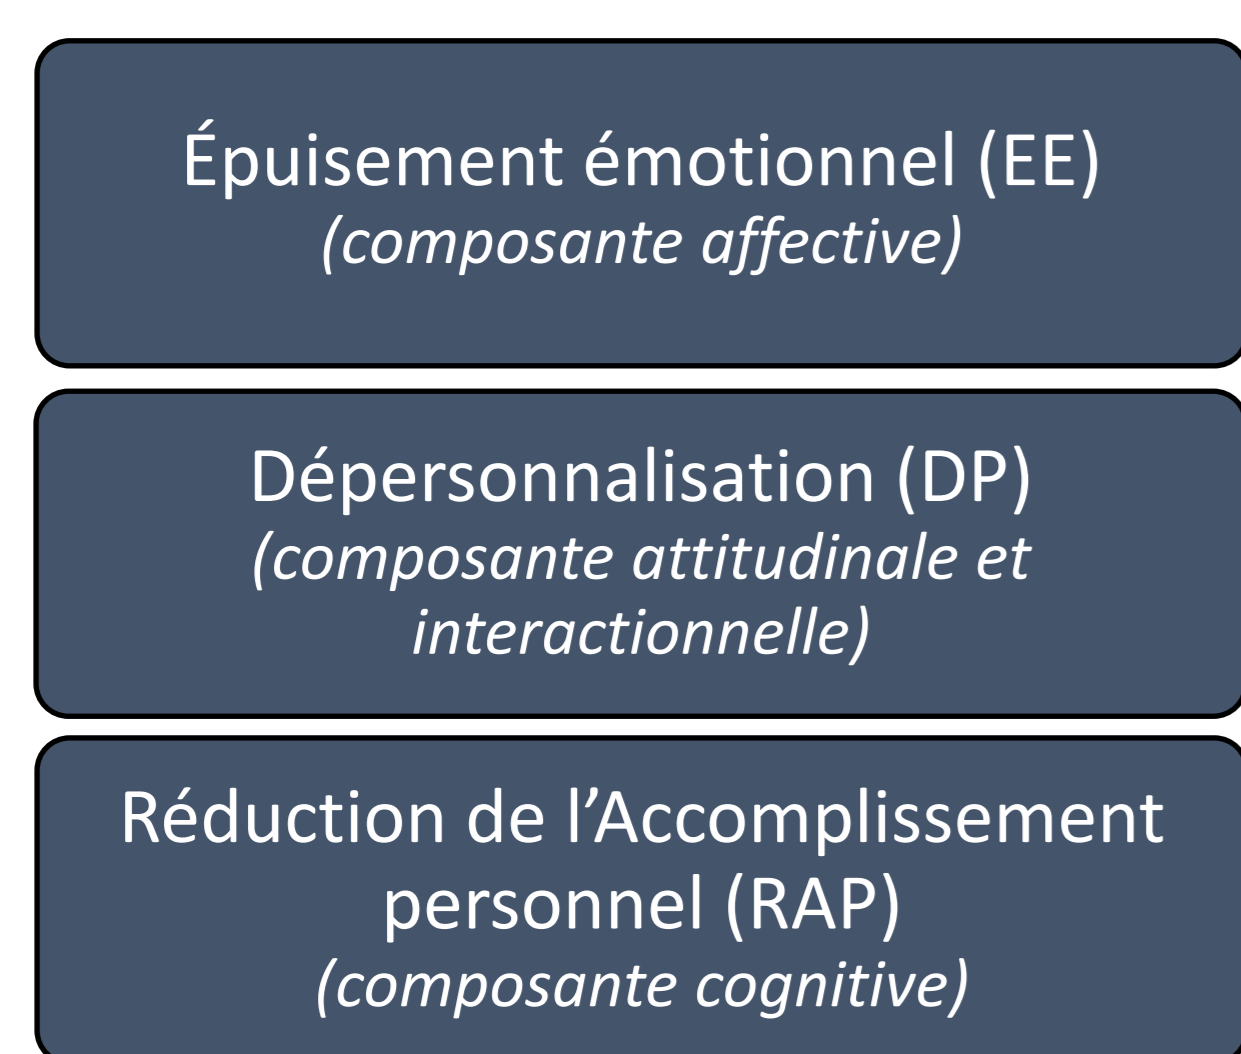 Épuisement émotionnel (EE)
(composante affective)
Dépersonnalisation (DP)
(composante attitudinale et
interactionnelle)
Réduction de l’Accomplissement
personnel (RAP)
(composante cognitive)